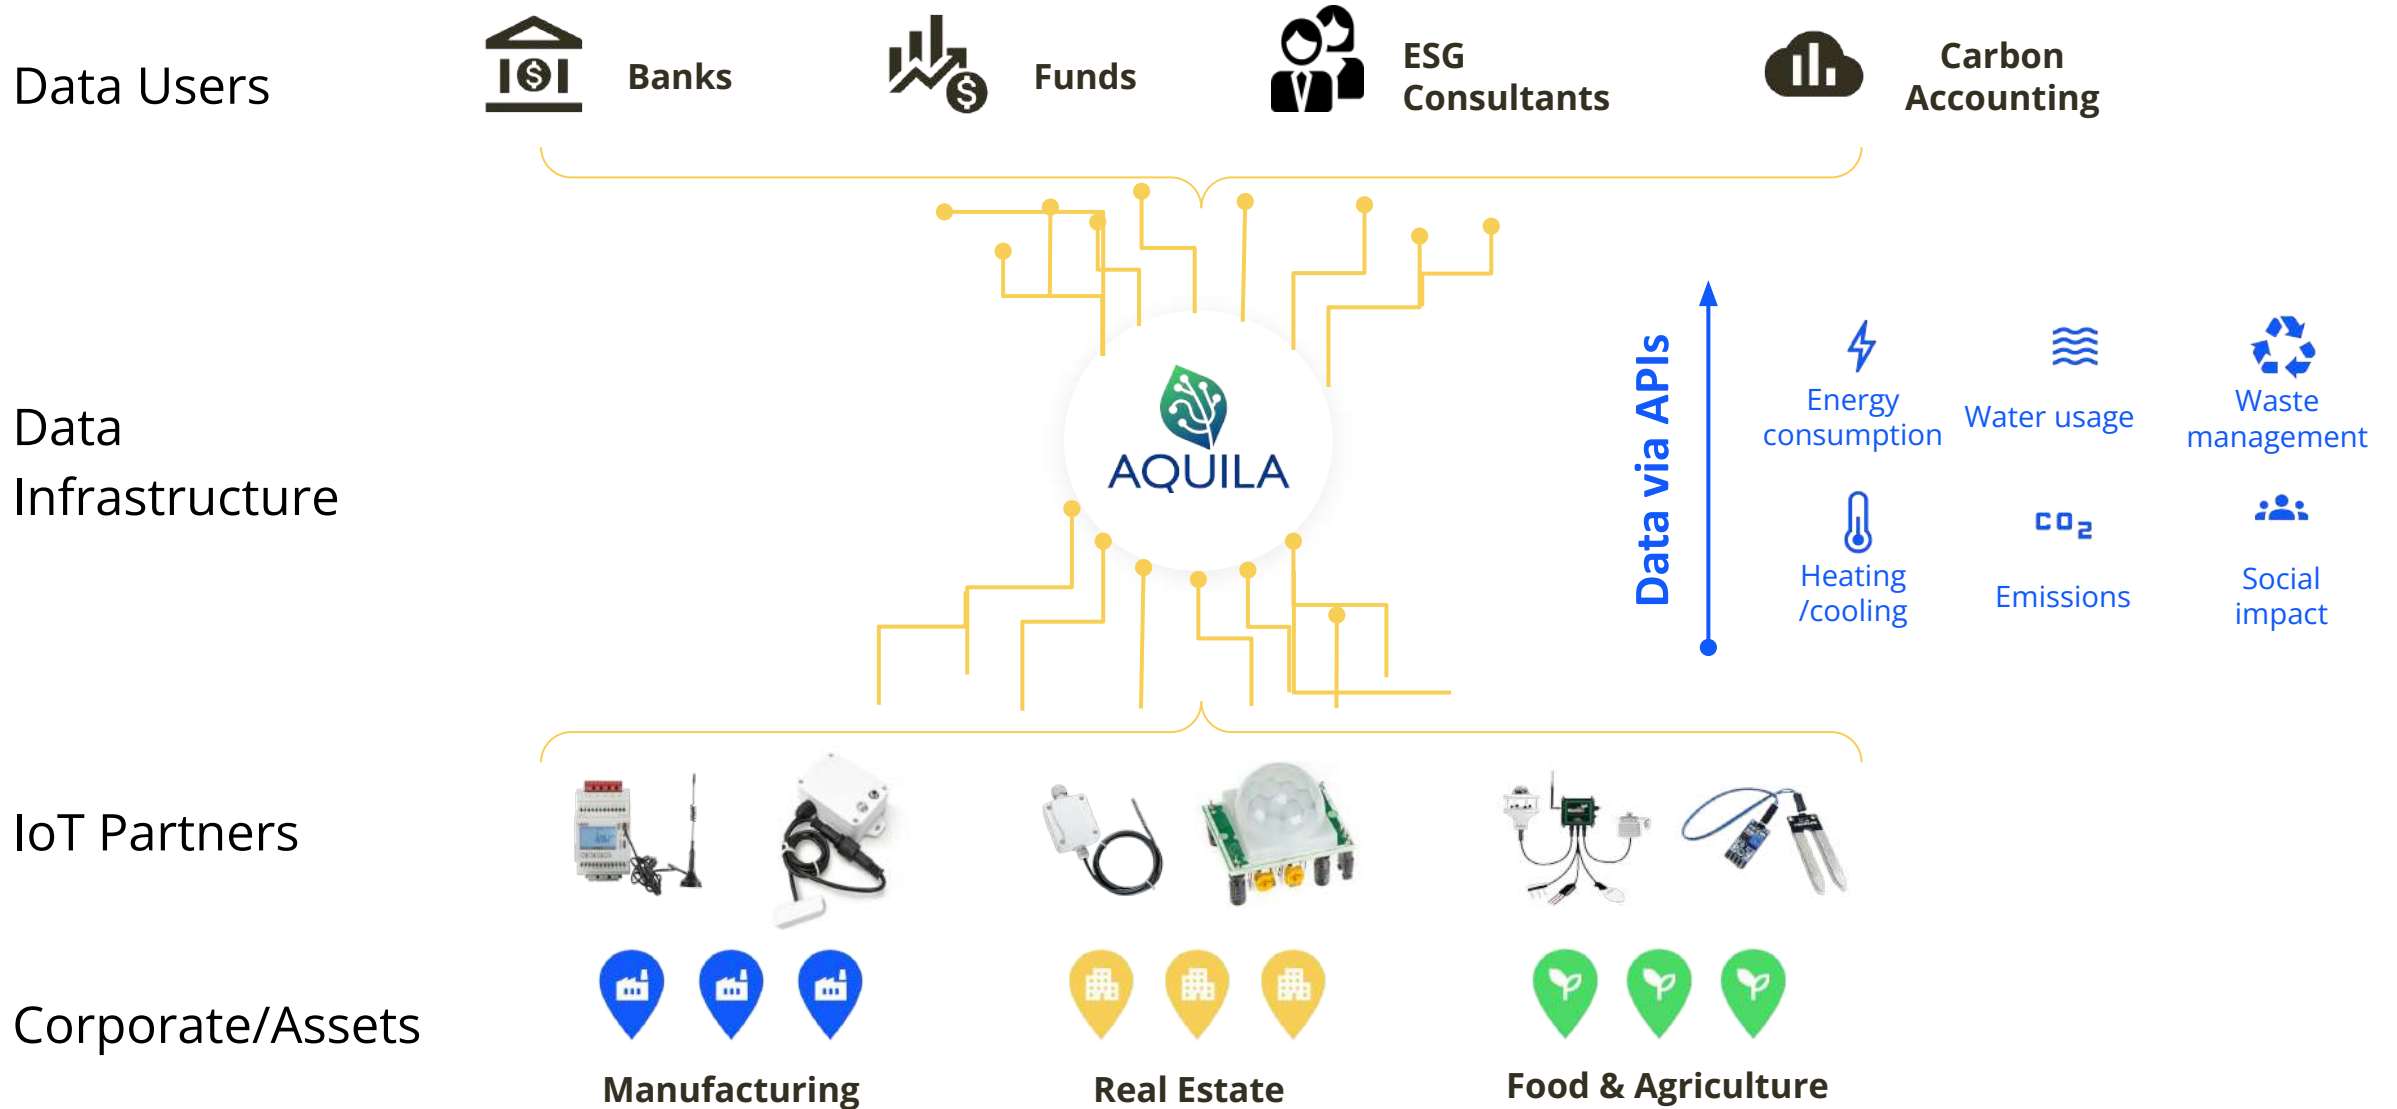 Data Users
Banks
Funds
ESG
Consultants
Carbon
Accounting
Data
Infrastructure
AQUILA
Data via APIs
Energy
consumption
Water usage
Waste
management
Heating
/cooling
CO2
Emissions
Social
impact
IoT Partners
Corporate/Assets
Manufacturing
Real Estate
Food & Agriculture